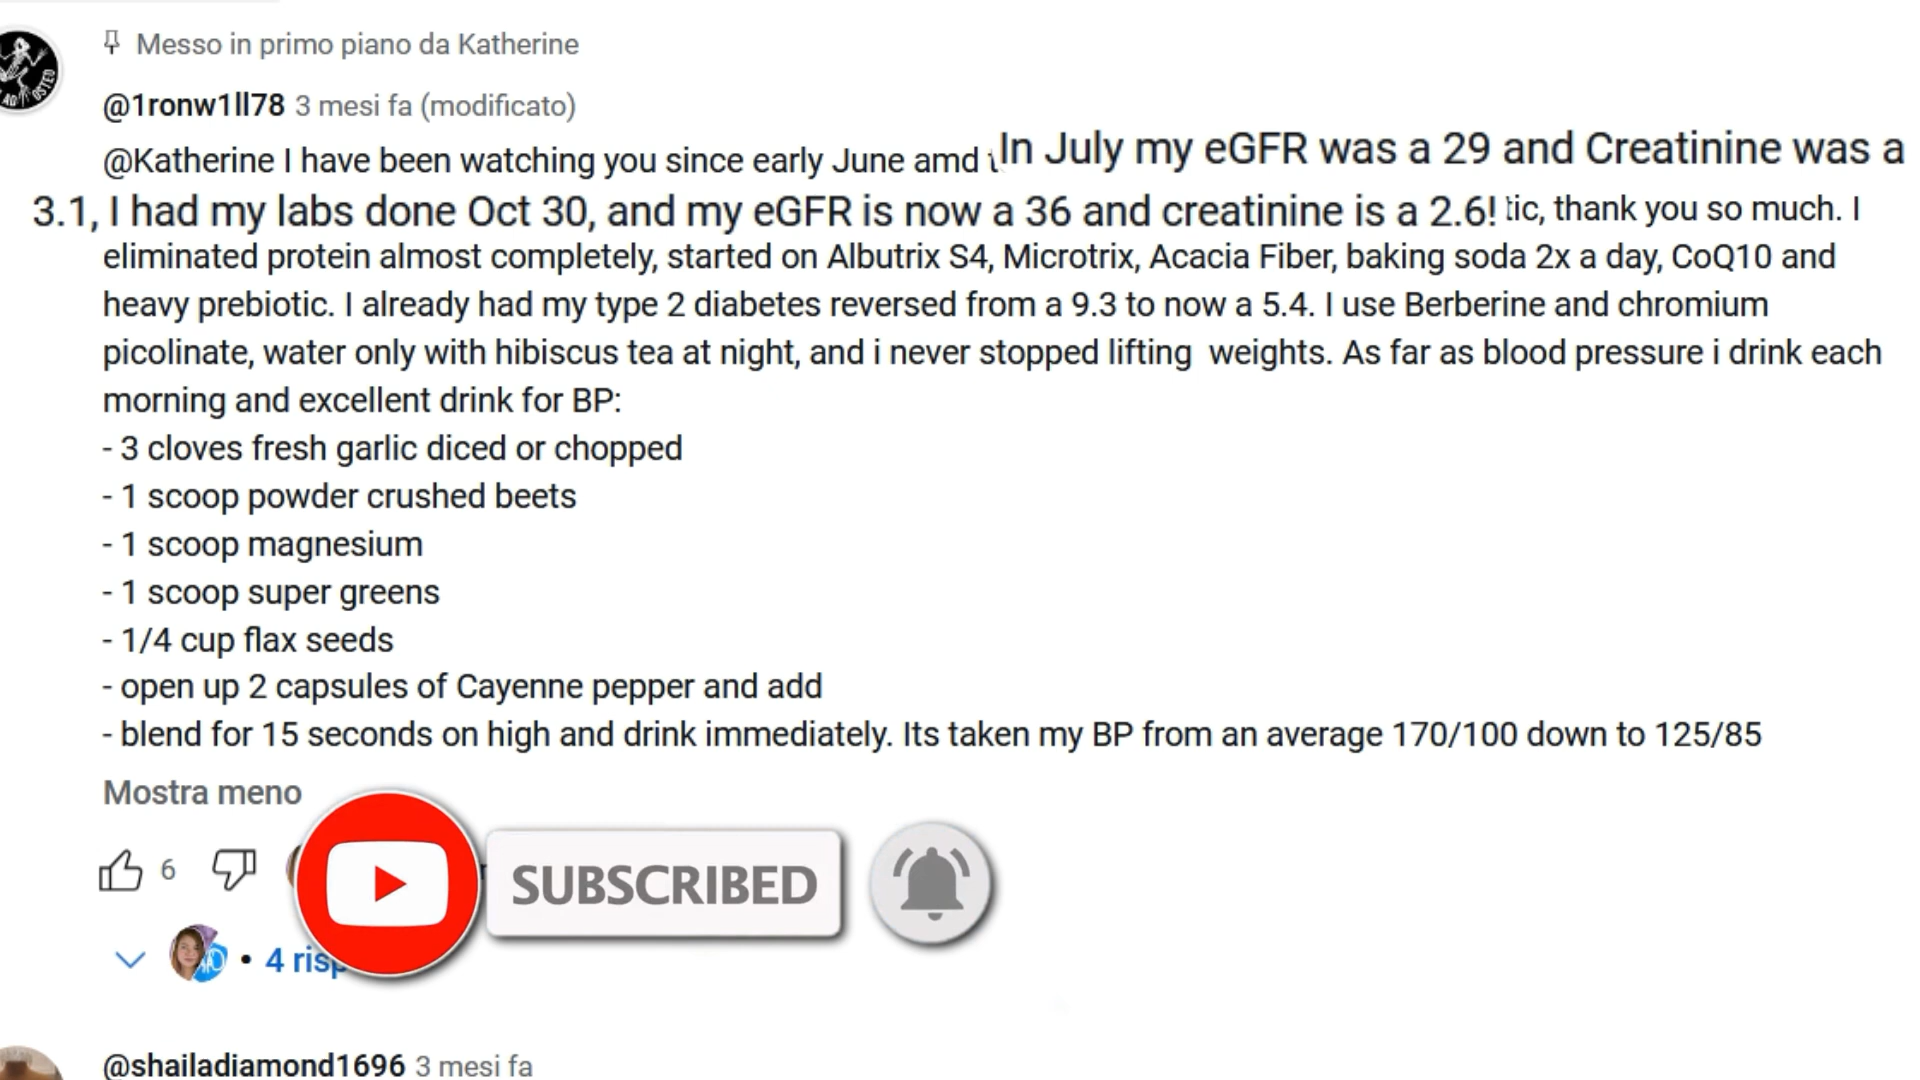 Messo in primo piano da Katherine
@1ronw1ll78 3 mesi fa (modificato)
@Katherine I have been watching you since early June amd In July my eGFR was a 29 and Creatinine was a
3.1, I had my labs done Oct 30, and my eGFR is now a 36 and creatinine is a 2.6! tic, thank you so much. I
eliminated protein almost completely, started on Albutrix S4, Microtrix, Acacia Fiber, baking soda 2x a day, CoQ10 and
heavy prebiotic. I already had my type 2 diabetes reversed from a 9.3 to now a 5.4. I use Berberine and chromium
picolinate, water only with hibiscus tea at night, and i never stopped lifting weights. As far as blood pressure i drink each
morning and excellent drink for BP:
- 3 cloves fresh garlic diced or chopped
- 1 scoop powder crushed beets
- 1 scoop magnesium
- 1 scoop super greens
- 1/4 cup flax seeds
- open up 2 capsules of Cayenne pepper and add
- blend for 15 seconds on high and drink immediately. Its taken my BP from an average 170/100 down to 125/85
Mostra meno
6
SUBSCRIBED
• 4 risp
@shailadiamond1696 3 mesi fa